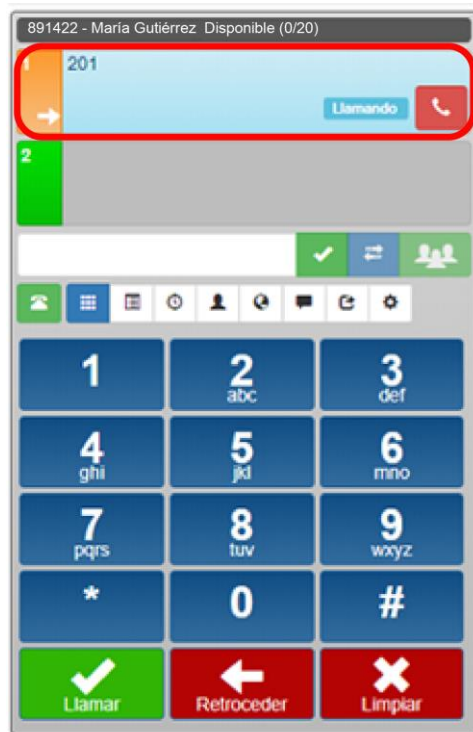 891422 - María Gutiérrez Disponible (0/20)
1 201
Llamando
2
1 2 3
abc def
4 5 6
ghi jkl mno
7 8 9
pqrs tuv wxyz
* 0 #
Llamar Retroceder Limpiar